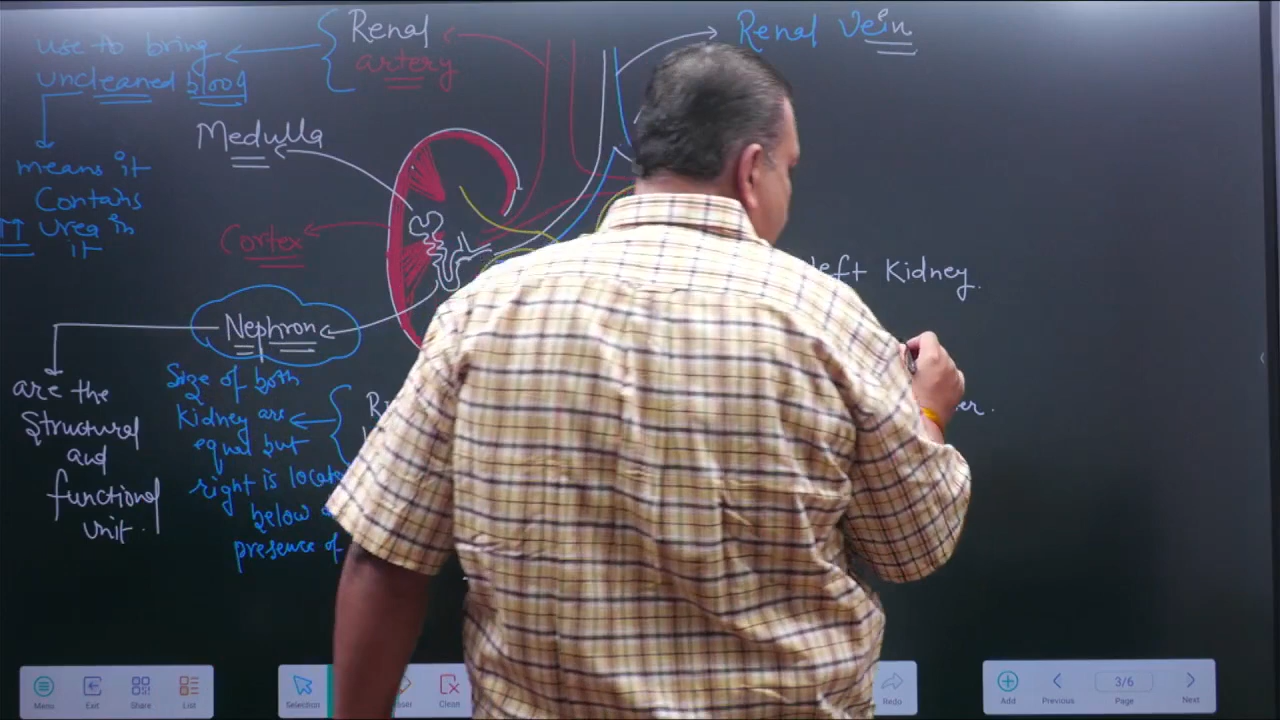 Renal
artery
Renal Vein
use to bring
uncleaned blood
Medulla
means it
Contains
↑↑ urea in
it
Cortex
left Kidney.
Nephron
are the
Structural
and
functional
unit.
Size of both
Kidney are
equal but
right is
below
presence of
Menu
Exit
Share
List
Selection
Clean
Redo
Add
Previous
3/6
Page
Next